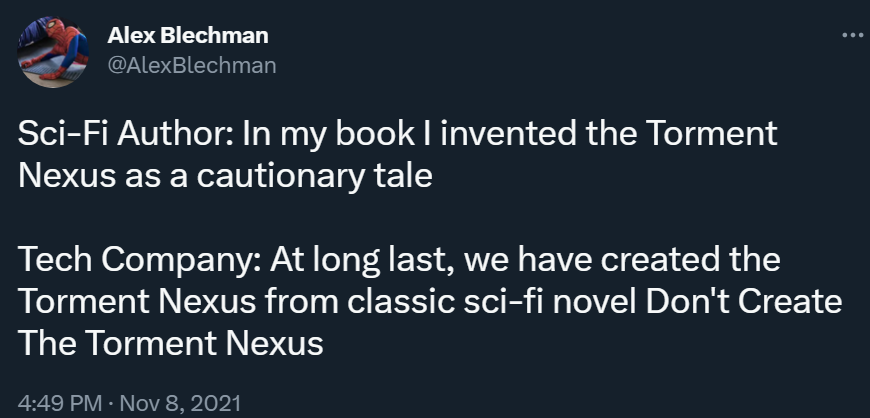 Alex Blechman
@AlexBlechman
Sci-Fi Author: In my book I invented the Torment
Nexus as a cautionary tale
Tech Company: At long last, we have created the
Torment Nexus from classic sci-fi novel Don't Create
The Torment Nexus
4:49 PM · Nov 8, 2021